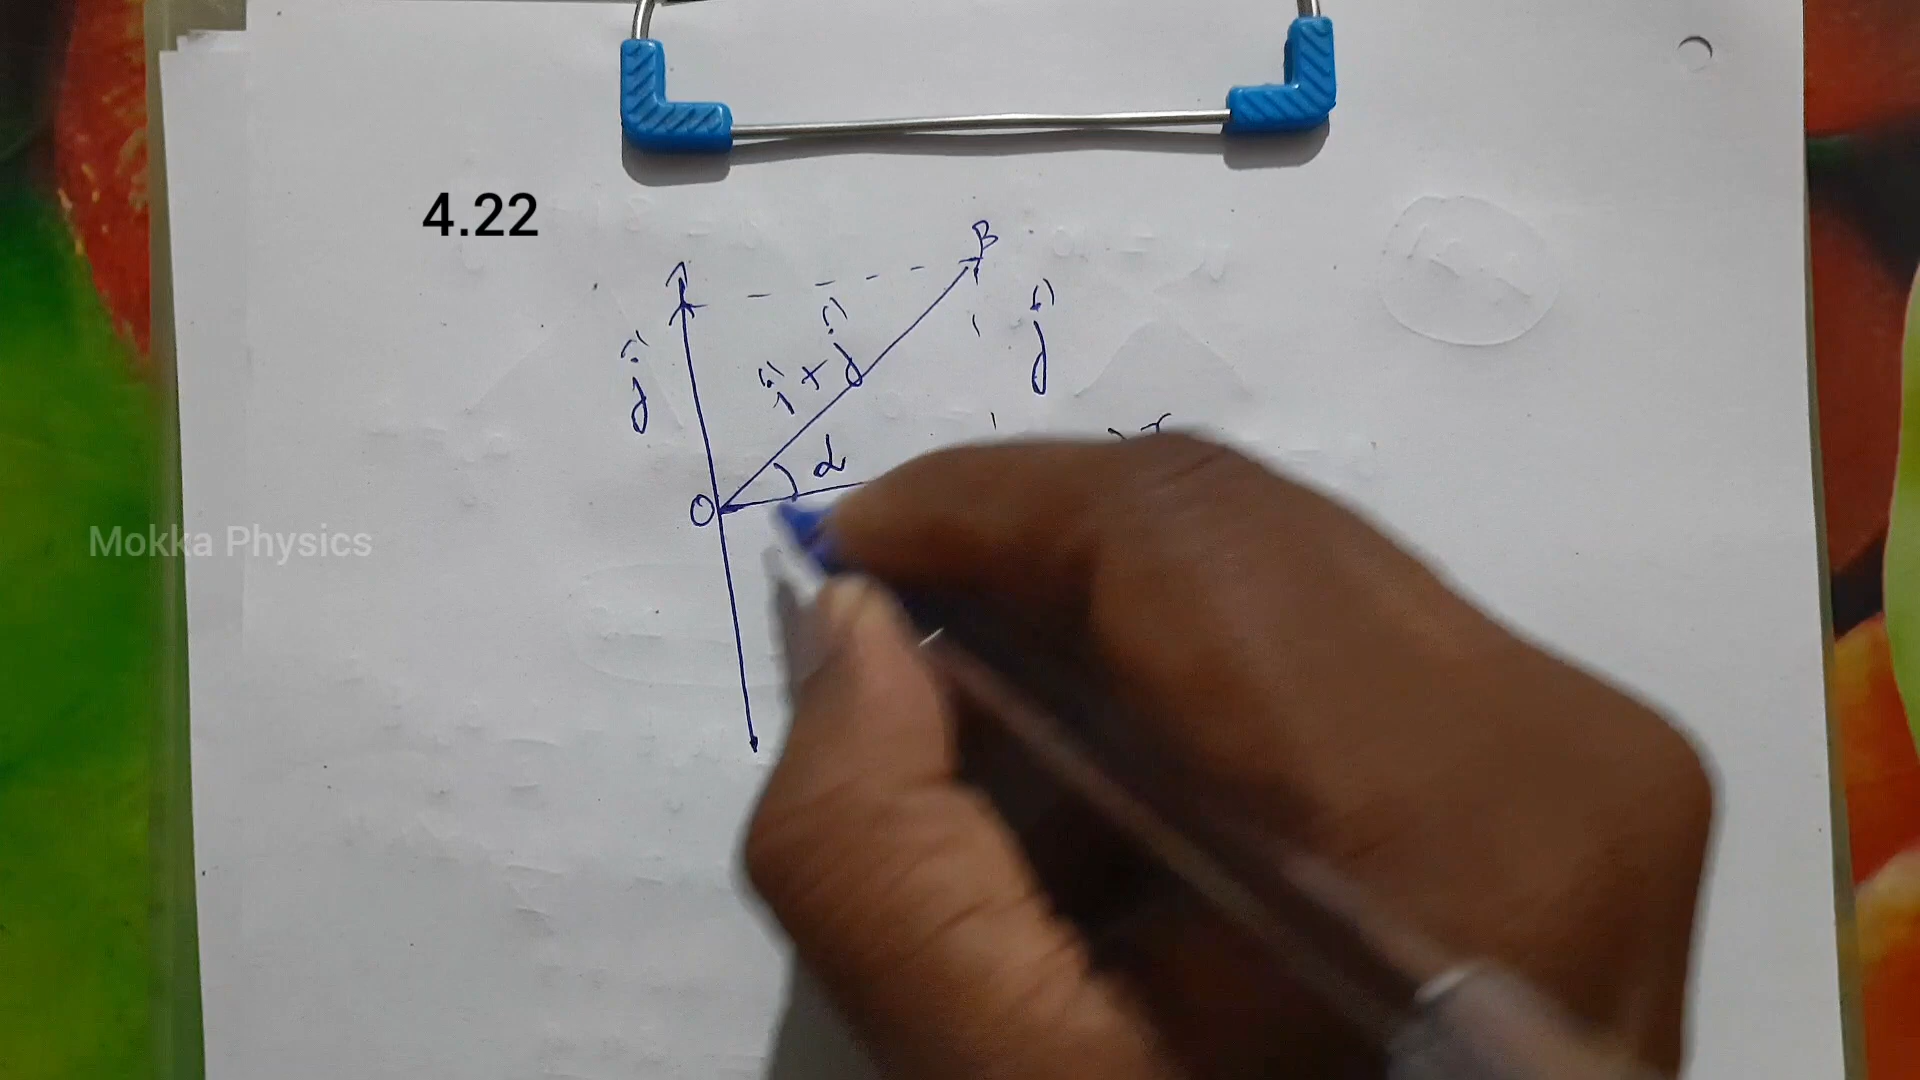 4.22
B
ĵ
î + ĵ
ĵ
α
O
x
Mokka Physics